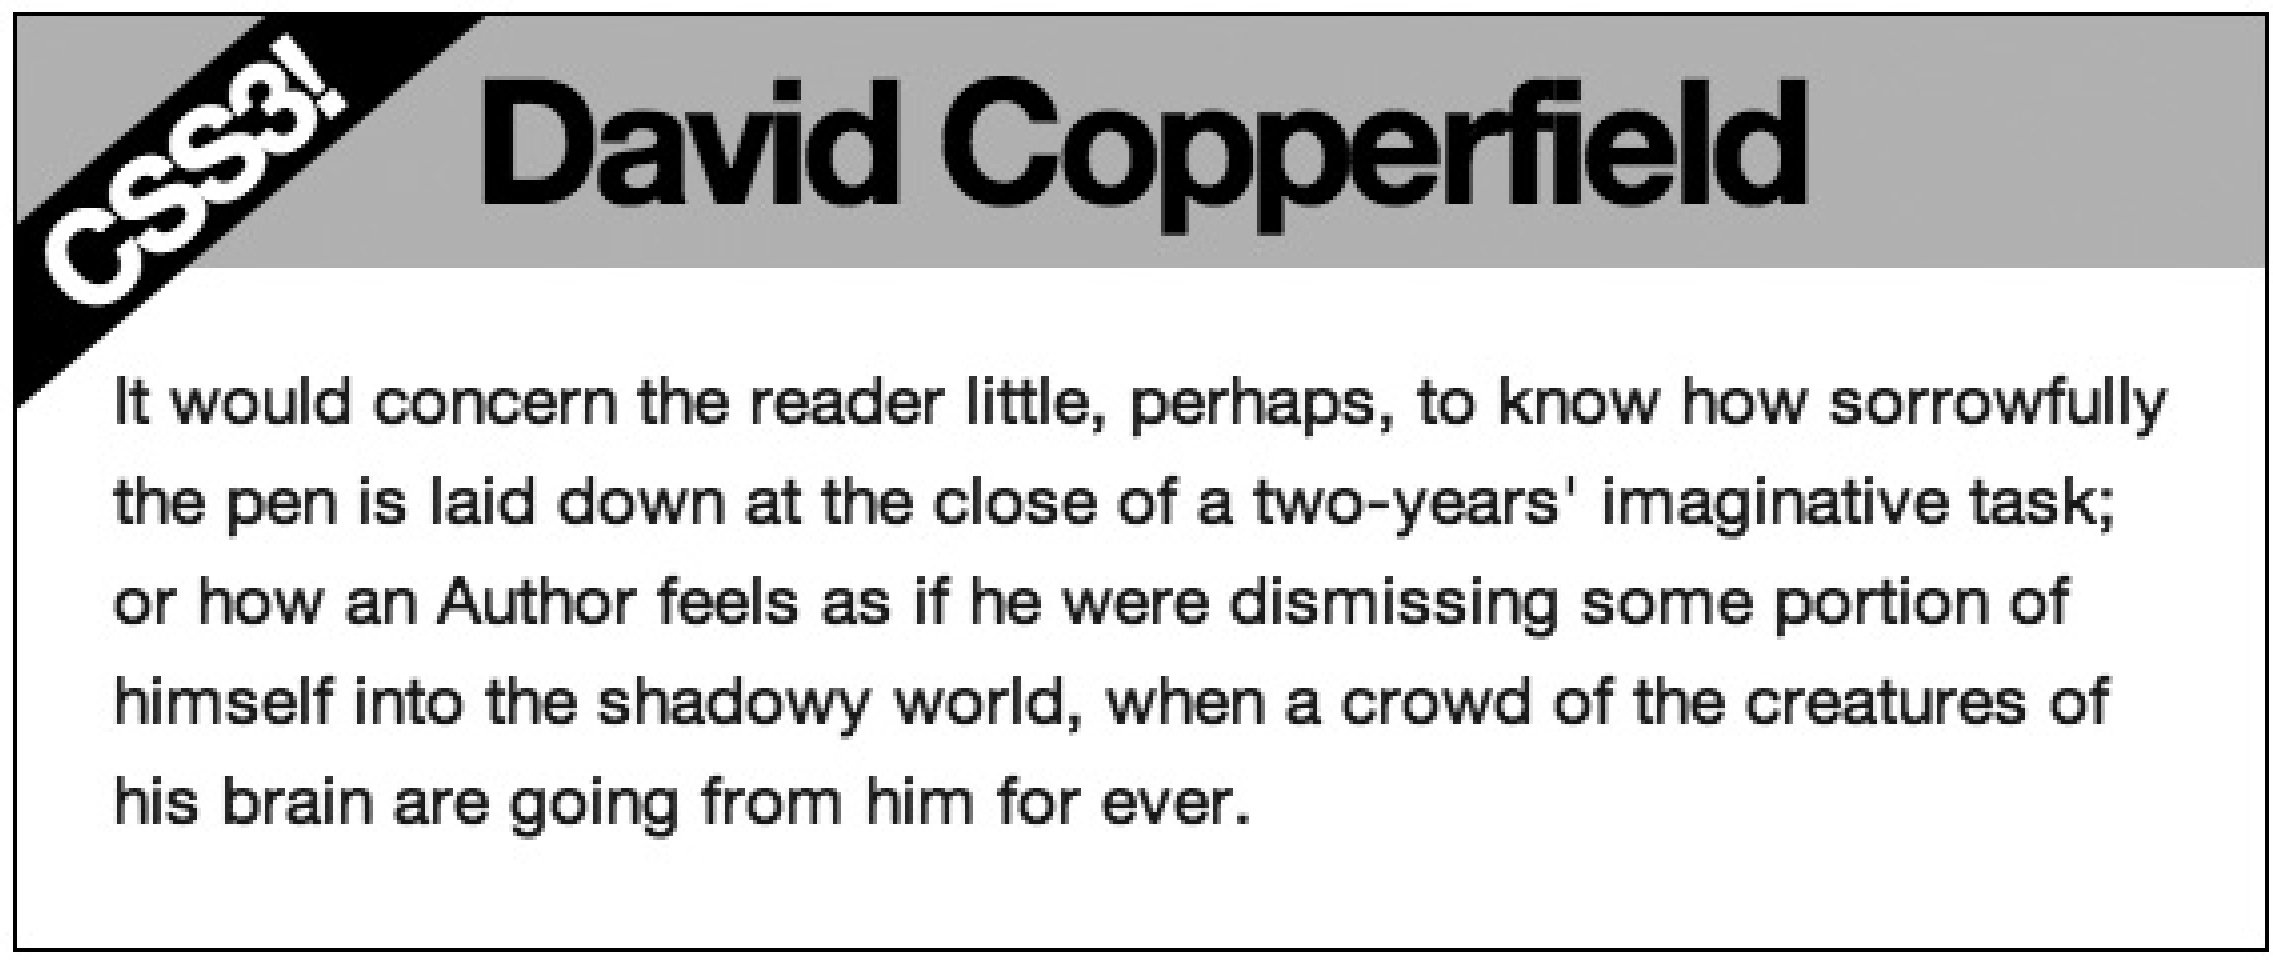 CSS3!
David Copperfield
It would concern the reader little, perhaps, to know how sorrowfully
the pen is laid down at the close of a two-years' imaginative task;
or how an Author feels as if he were dismissing some portion of
himself into the shadowy world, when a crowd of the creatures of
his brain are going from him for ever.